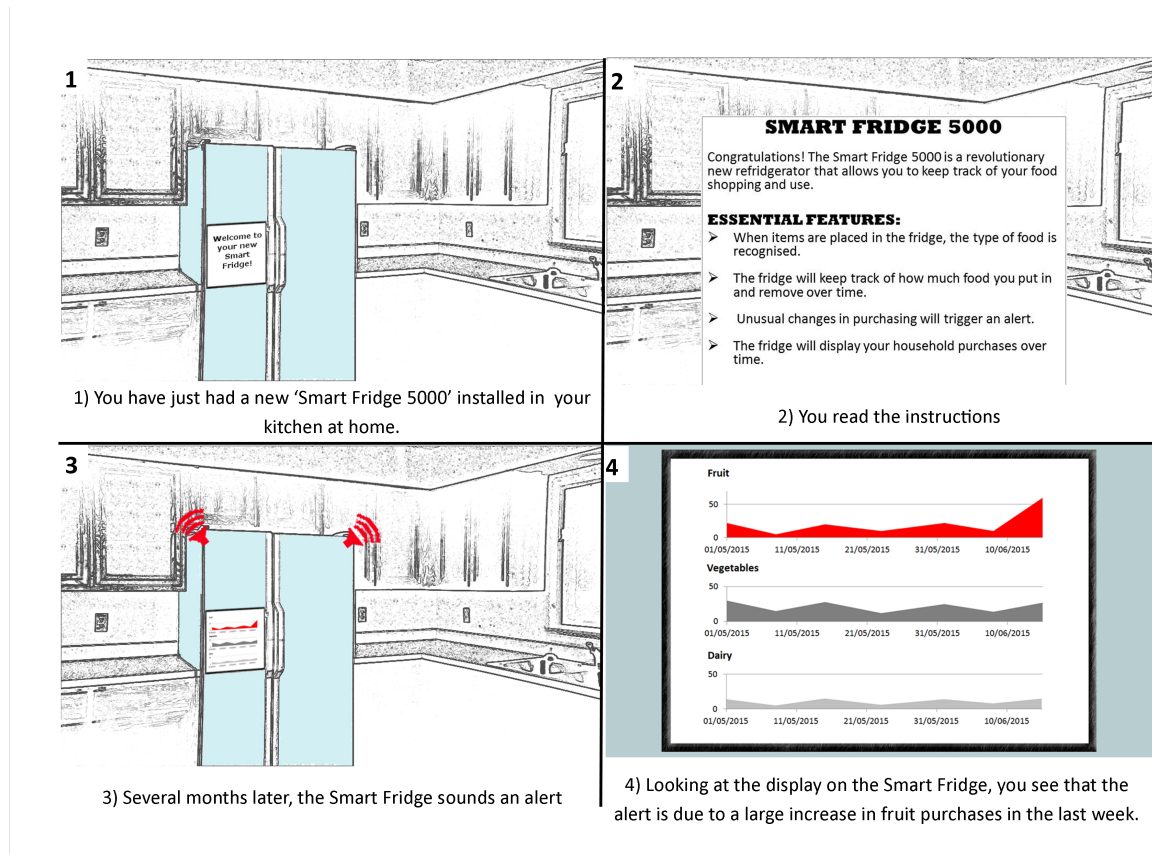 1
Welcome to
your new
Smart
Fridge!
1) You have just had a new ‘Smart Fridge 5000’ installed in  your
kitchen at home.
2
SMART FRIDGE 5000
Congratulations! The Smart Fridge 5000 is a revolutionary
new refridgerator that allows you to keep track of your food
shopping and use.
ESSENTIAL FEATURES:
➢ When items are placed in the fridge, the type of food is
recognised.
➢ The fridge will keep track of how much food you put in
and remove over time.
➢ Unusual changes in purchasing will trigger an alert.
➢ The fridge will display your household purchases over
time.
2) You read the instructions
3
3) Several months later, the Smart Fridge sounds an alert
4
Fruit
50
0
01/05/2015 11/05/2015 21/05/2015 31/05/2015 10/06/2015
Vegetables
50
0
01/05/2015 11/05/2015 21/05/2015 31/05/2015 10/06/2015
Dairy
50
0
01/05/2015 11/05/2015 21/05/2015 31/05/2015 10/06/2015
4) Looking at the display on the Smart Fridge, you see that the
alert is due to a large increase in fruit purchases in the last week.